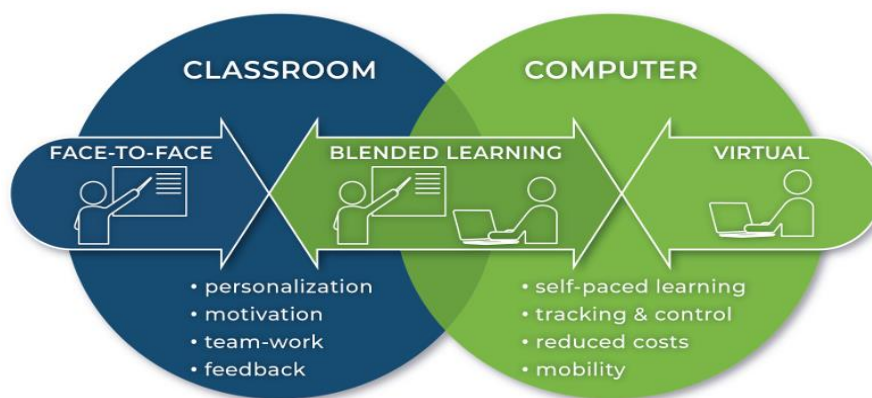 CLASSROOM
COMPUTER
FACE-TO-FACE
BLENDED LEARNING
VIRTUAL
• personalization
• motivation
• team-work
• feedback
• self-paced learning
• tracking & control
• reduced costs
• mobility